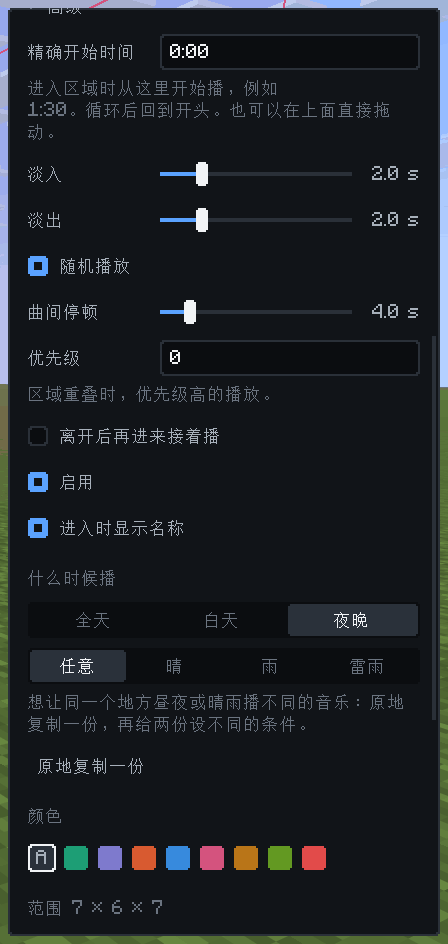 高级
精确开始时间 0:00
进入区域时从这里开始播，例如
1:30。循环后回到开头。也可以在上面直接拖
动。
淡入 2.0 s
淡出 2.0 s
随机播放
曲间停顿 4.0 s
优先级 0
区域重叠时，优先级高的播放。
离开后再进来接着播
启用
进入时显示名称
什么时候播
全天 白天 夜晚
任意 晴 雨 雷雨
想让同一个地方昼夜或晴雨播不同的音乐：原地
复制一份，再给两份设不同的条件。
原地复制一份
颜色
A
范围 7 × 6 × 7